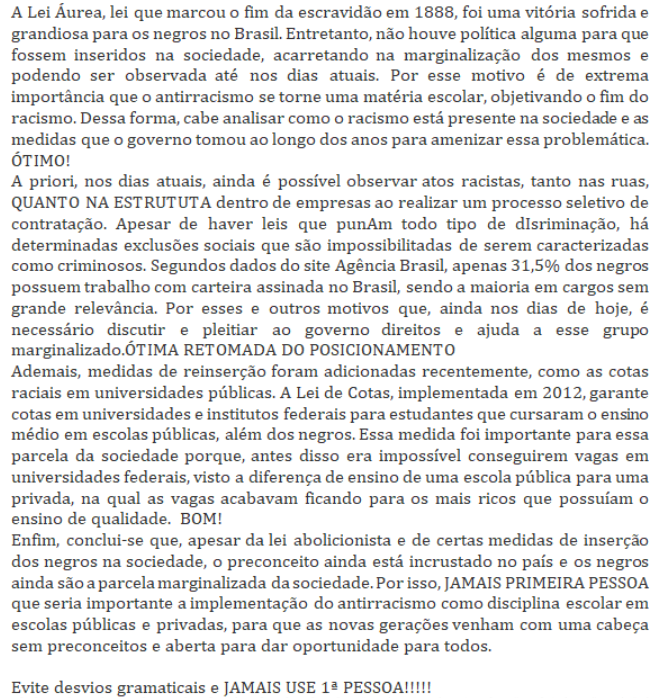 A Lei Áurea, lei que marcou o fim da escravidão em 1888, foi uma vitória sofrida e
grandiosa para os negros no Brasil. Entretanto, não houve política alguma para que
fossem inseridos na sociedade, acarretando na marginalização dos mesmos e
podendo ser observada até nos dias atuais. Por esse motivo é de extrema
importância que o antirracismo se torne uma matéria escolar, objetivando o fim do
racismo. Dessa forma, cabe analisar como o racismo está presente na sociedade e as
medidas que o governo tomou ao longo dos anos para amenizar essa problemática.
ÓTIMO!
A priori, nos dias atuais, ainda é possível observar atos racistas, tanto nas ruas,
QUANTO NA ESTRUTUTA dentro de empresas ao realizar um processo seletivo de
contratação. Apesar de haver leis que punAm todo tipo de dIsriminação, há
determinadas exclusões sociais que são impossibilitadas de serem caracterizadas
como criminosos. Segundos dados do site Agência Brasil, apenas 31,5% dos negros
possuem trabalho com carteira assinada no Brasil, sendo a maioria em cargos sem
grande relevância. Por esses e outros motivos que, ainda nos dias de hoje, é
necessário discutir e pleitiar ao governo direitos e ajuda a esse grupo
marginalizado.ÓTIMA RETOMADA DO POSICIONAMENTO
Ademais, medidas de reinserção foram adicionadas recentemente, como as cotas
raciais em universidades públicas. A Lei de Cotas, implementada em 2012, garante
cotas em universidades e institutos federais para estudantes que cursaram o ensino
médio em escolas públicas, além dos negros. Essa medida foi importante para essa
parcela da sociedade porque, antes disso era impossível conseguirem vagas em
universidades federais, visto a diferença de ensino de uma escola pública para uma
privada, na qual as vagas acabavam ficando para os mais ricos que possuíam o
ensino de qualidade. BOM!
Enfim, conclui-se que, apesar da lei abolicionista e de certas medidas de inserção
dos negros na sociedade, o preconceito ainda está incrustado no país e os negros
ainda são a parcela marginalizada da sociedade. Por isso, JAMAIS PRIMEIRA PESSOA
que seria importante a implementação do antirracismo como disciplina escolar em
escolas públicas e privadas, para que as novas gerações venham com uma cabeça
sem preconceitos e aberta para dar oportunidade para todos.
Evite desvios gramaticais e JAMAIS USE 1ª PESSOA!!!!!